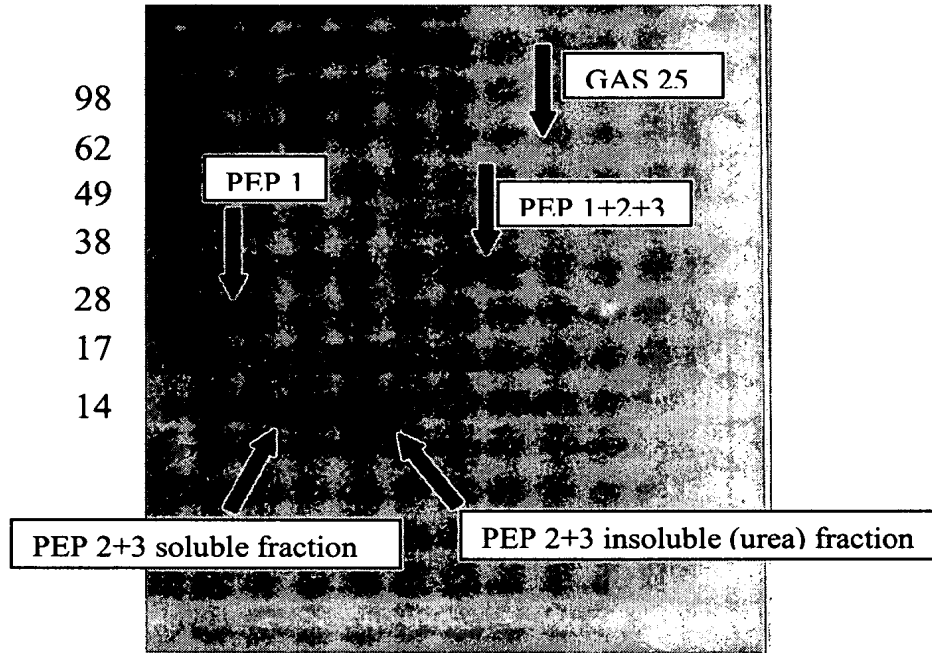 GAS 25
98
62
PEP 1
49
PEP 1+2+3
38
28
17
14
PEP 2+3 soluble fraction
PEP 2+3 insoluble (urea) fraction